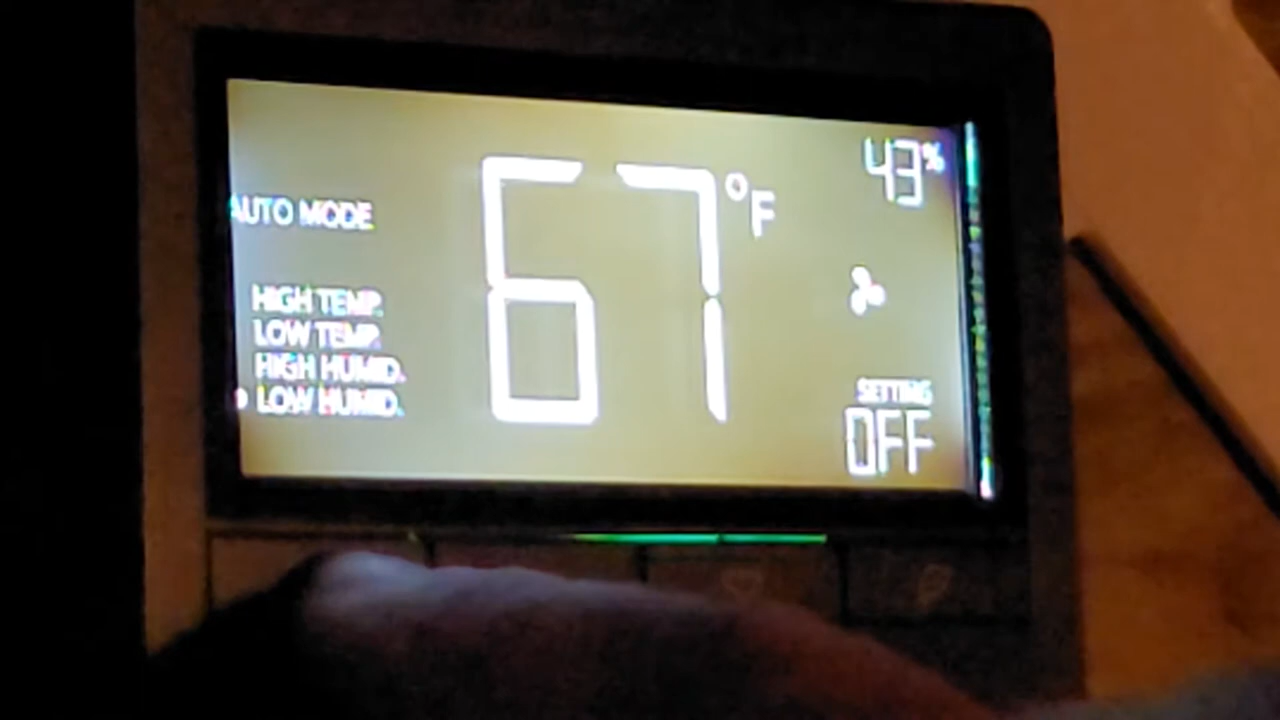 AUTO MODE
HIGH TEMP.
LOW TEMP.
HIGH HUMID.
LOW HUMID.
67°F
43%
SETTING
OFF